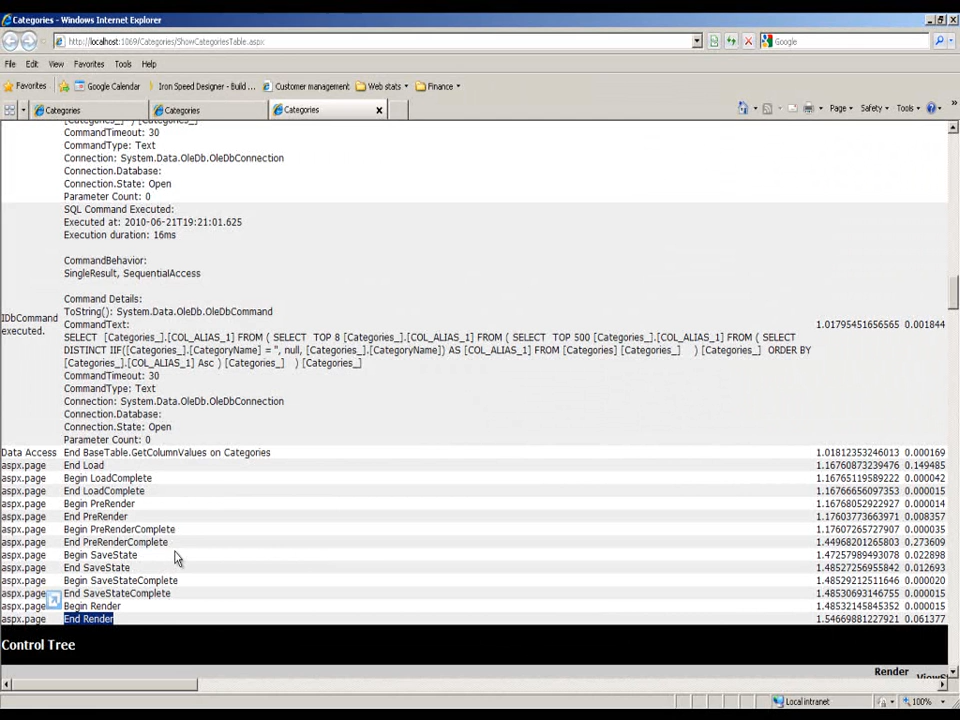 Categories - Windows Internet Explorer
http://localhost:1869/Categories/ShowCategoriesTable.aspx
Google
File Edit View Favorites Tools Help
Favorites Google Calendar Iron Speed Designer - Buil ... Customer management Web stats Finance
Categories Categories Categories Page Safety Tools
CommandTimeout: 30
CommandType: Text
Connection: System.Data.OleDb.OleDbConnection
Connection.Database:
Connection.State: Open
Parameter Count: 0
SQL Command Executed:
Executed at: 2010-06-21T19:21:01.625
Execution duration: 16ms
CommandBehavior:
SingleResult, SequentialAccess
Command Details:
ToString(): System.Data.OleDb.OleDbCommand
IDbCommand executed.
CommandText: 1.01795451656565 0.001844
SELECT [Categories_].[COL_ALIAS_1] FROM ( SELECT TOP 8 [Categories_].[COL_ALIAS_1] FROM ( SELECT TOP 500 [Categories_].[COL_ALIAS_1] FROM ( SELECT
DISTINCT IIF([Categories_].[CategoryName] = '', null, [Categories_].[CategoryName]) AS [COL_ALIAS_1] FROM [Categories] [Categories_] ) [Categories_] ORDER BY
[Categories_].[COL_ALIAS_1] Asc ) [Categories_] ) [Categories_]
CommandTimeout: 30
CommandType: Text
Connection: System.Data.OleDb.OleDbConnection
Connection.Database:
Connection.State: Open
Parameter Count: 0
Data Access End BaseTable.GetColumnValues on Categories 1.01812353246013 0.000169
aspx.page End Load 1.16760873239476 0.149485
aspx.page Begin LoadComplete 1.16765119589222 0.000042
aspx.page End LoadComplete 1.16766656097353 0.000015
aspx.page Begin PreRender 1.16768052922927 0.000014
aspx.page End PreRender 1.17603773663971 0.008357
aspx.page Begin PreRenderComplete 1.17607265727907 0.000035
aspx.page End PreRenderComplete 1.44968201265803 0.273609
aspx.page Begin SaveState 1.47257989493078 0.022898
aspx.page End SaveState 1.48527256955842 0.012693
aspx.page Begin SaveStateComplete 1.48529212511646 0.000020
aspx.page End SaveStateComplete 1.48530693146755 0.000015
aspx.page Begin Render 1.48532145845352 0.000015
aspx.page End Render 1.54669881227921 0.061377
Control Tree
Render
Local intranet 100%